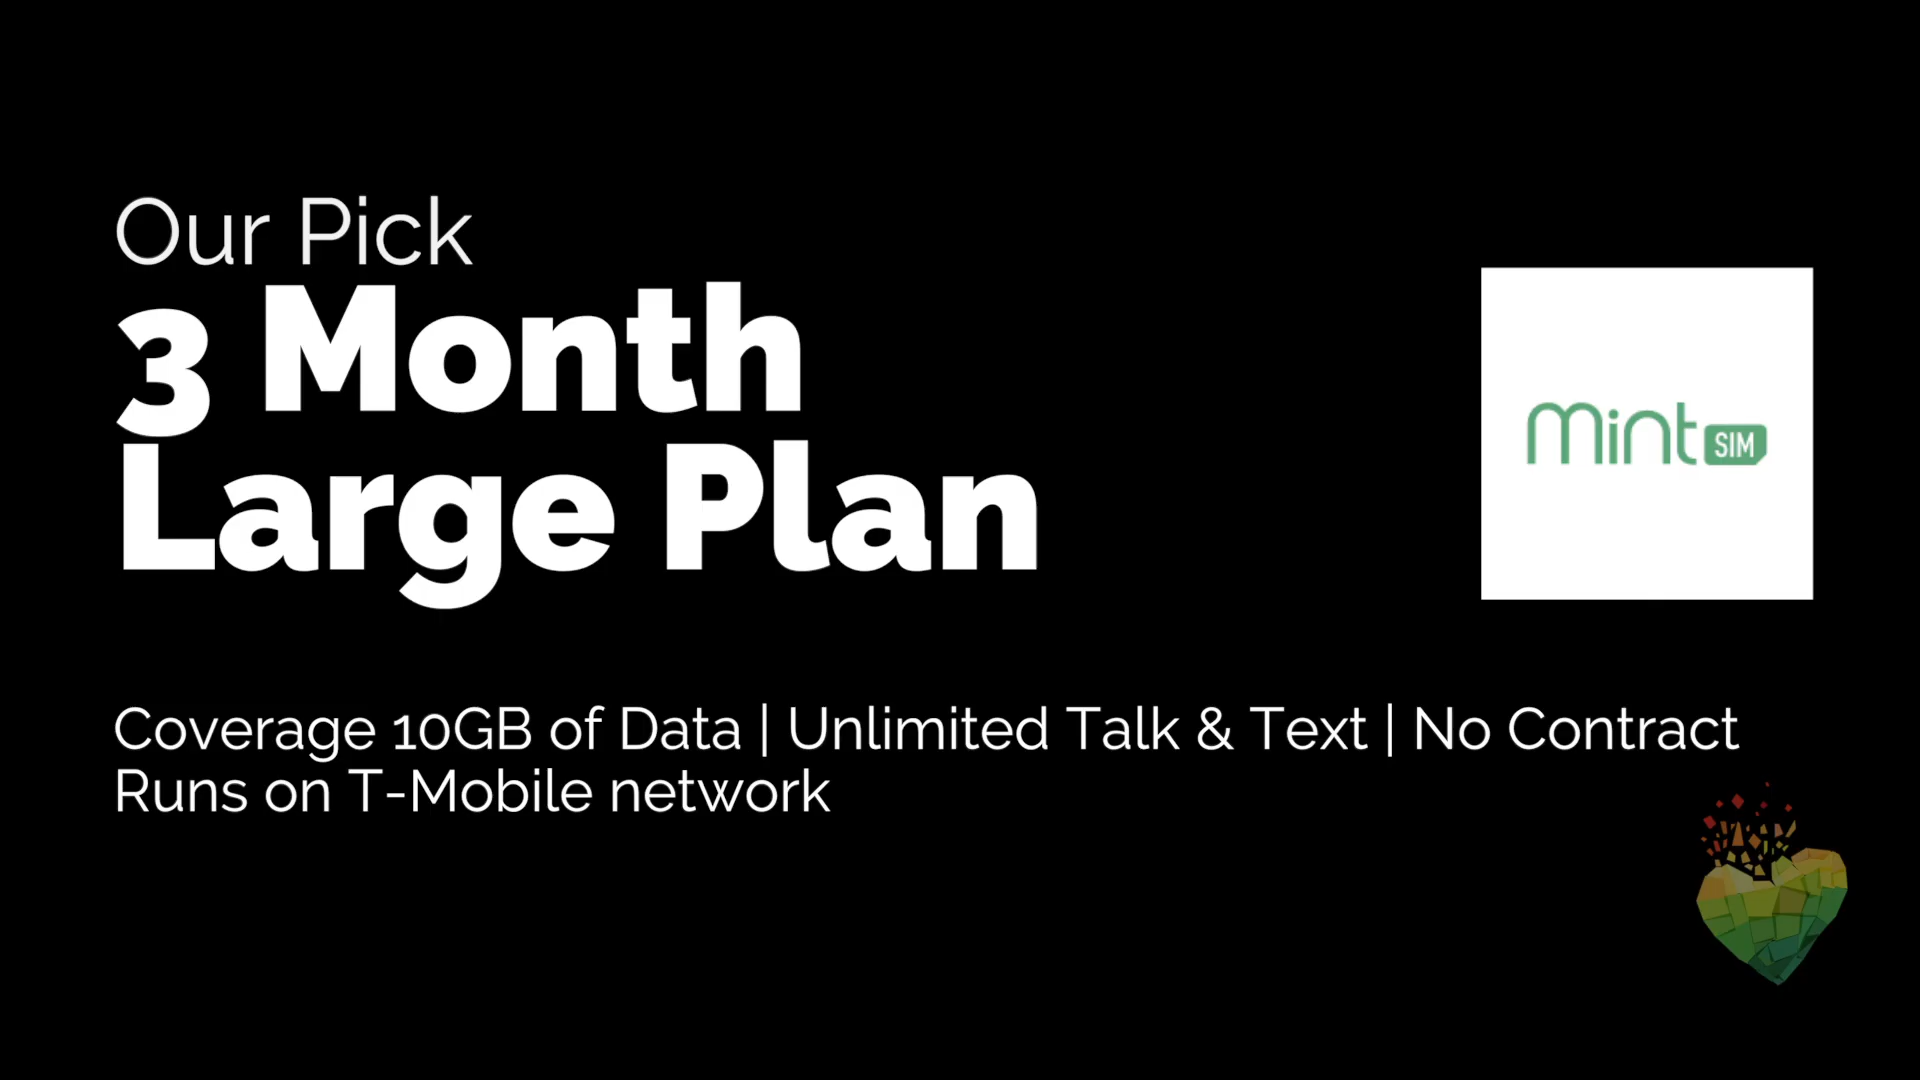 Our Pick
3 Month
Large Plan
mint SIM
Coverage 10GB of Data | Unlimited Talk & Text | No Contract
Runs on T-Mobile network